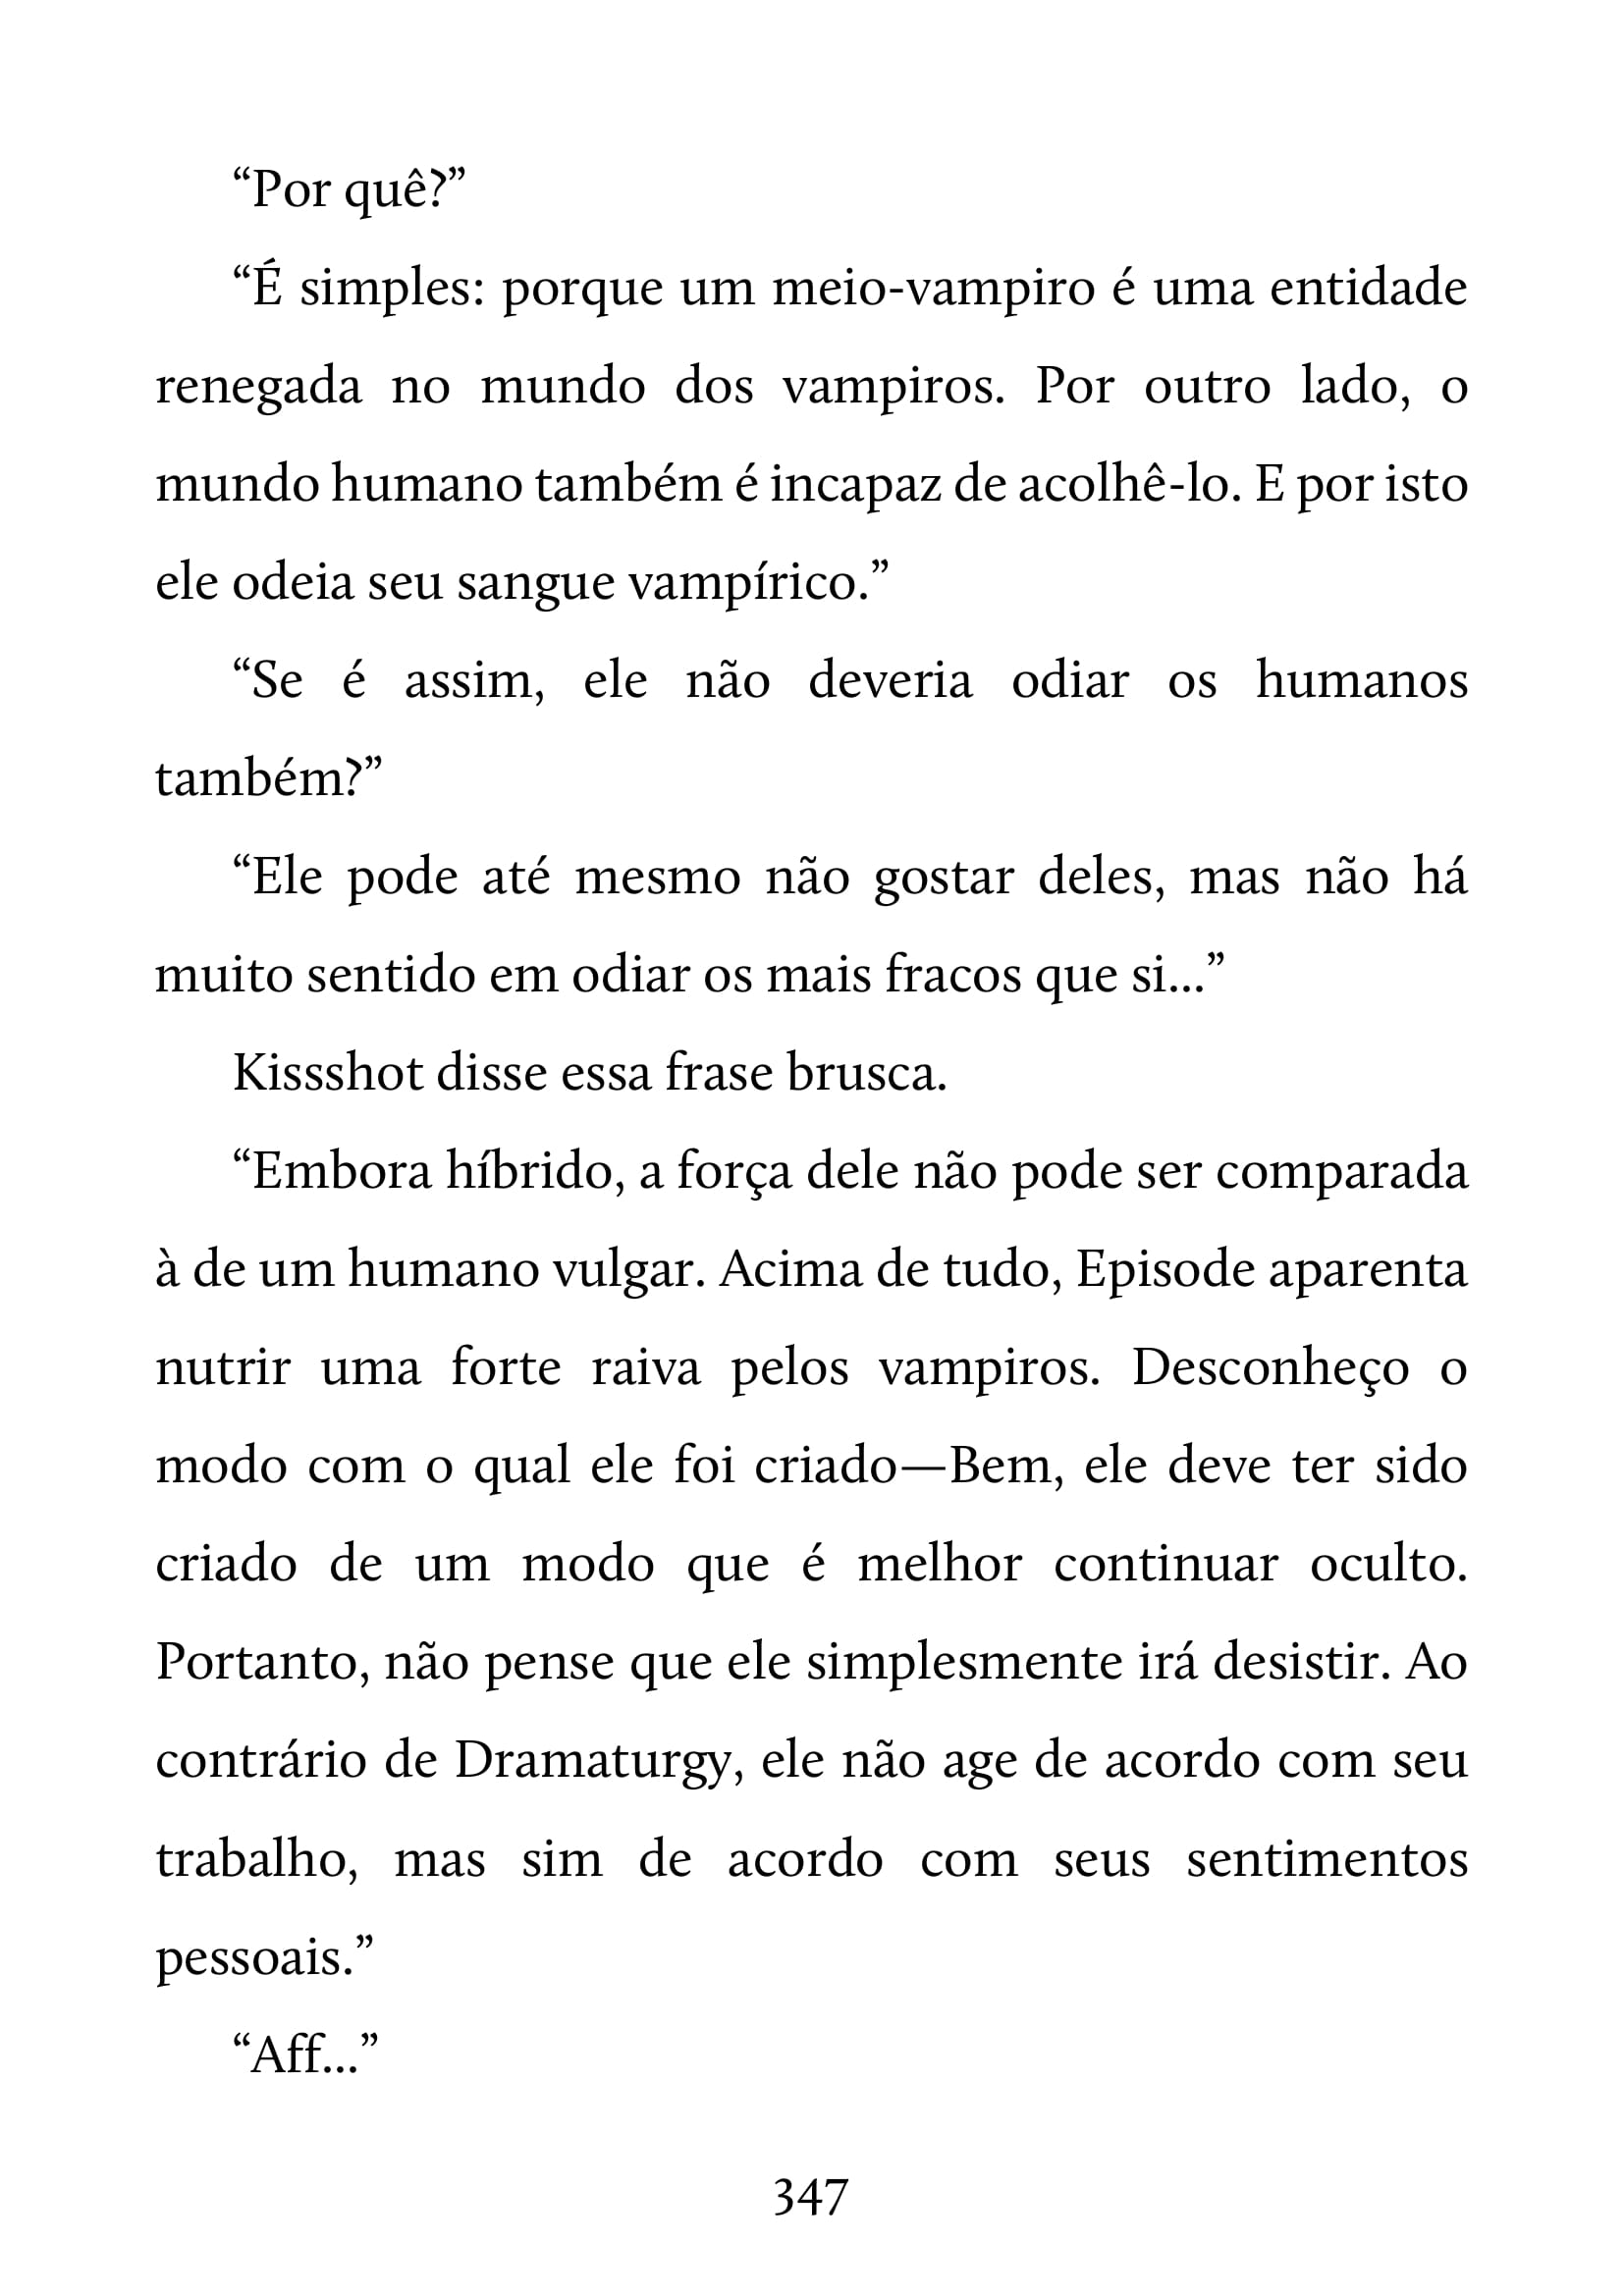 “Por quê?”
“É simples: porque um meio-vampiro é uma entidade
renegada no mundo dos vampiros. Por outro lado, o
mundo humano também é incapaz de acolhê-lo. E por isto
ele odeia seu sangue vampírico.”
“Se é assim, ele não deveria odiar os humanos
também?”
“Ele pode até mesmo não gostar deles, mas não há
muito sentido em odiar os mais fracos que si...”
Kissshot disse essa frase brusca.
“Embora híbrido, a força dele não pode ser comparada
à de um humano vulgar. Acima de tudo, Episode aparenta
nutrir uma forte raiva pelos vampiros. Desconheço o
modo com o qual ele foi criado—Bem, ele deve ter sido
criado de um modo que é melhor continuar oculto.
Portanto, não pense que ele simplesmente irá desistir. Ao
contrário de Dramaturgy, ele não age de acordo com seu
trabalho, mas sim de acordo com seus sentimentos
pessoais.”
“Aff...”
347